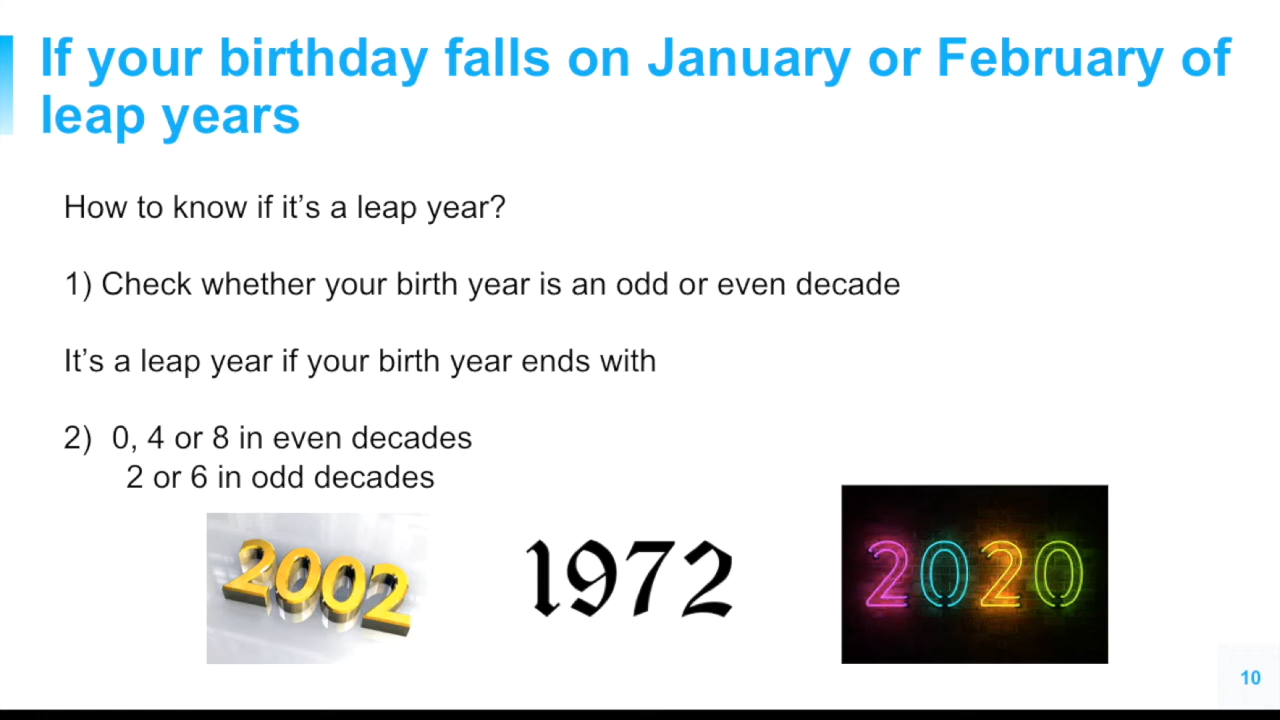 If your birthday falls on January or February of
leap years
How to know if it’s a leap year?
1) Check whether your birth year is an odd or even decade
It’s a leap year if your birth year ends with
2) 0, 4 or 8 in even decades
2 or 6 in odd decades
2002
1972
2020
10